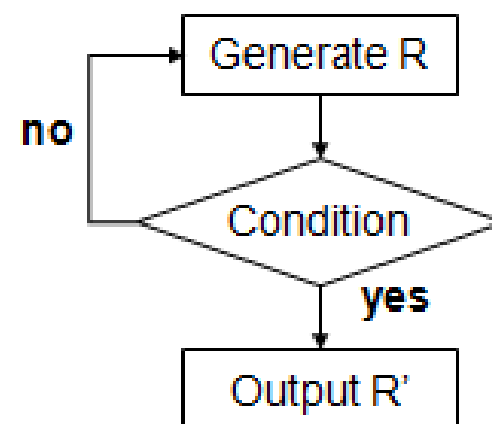 Generate R
no
Condition
yes
Output R’